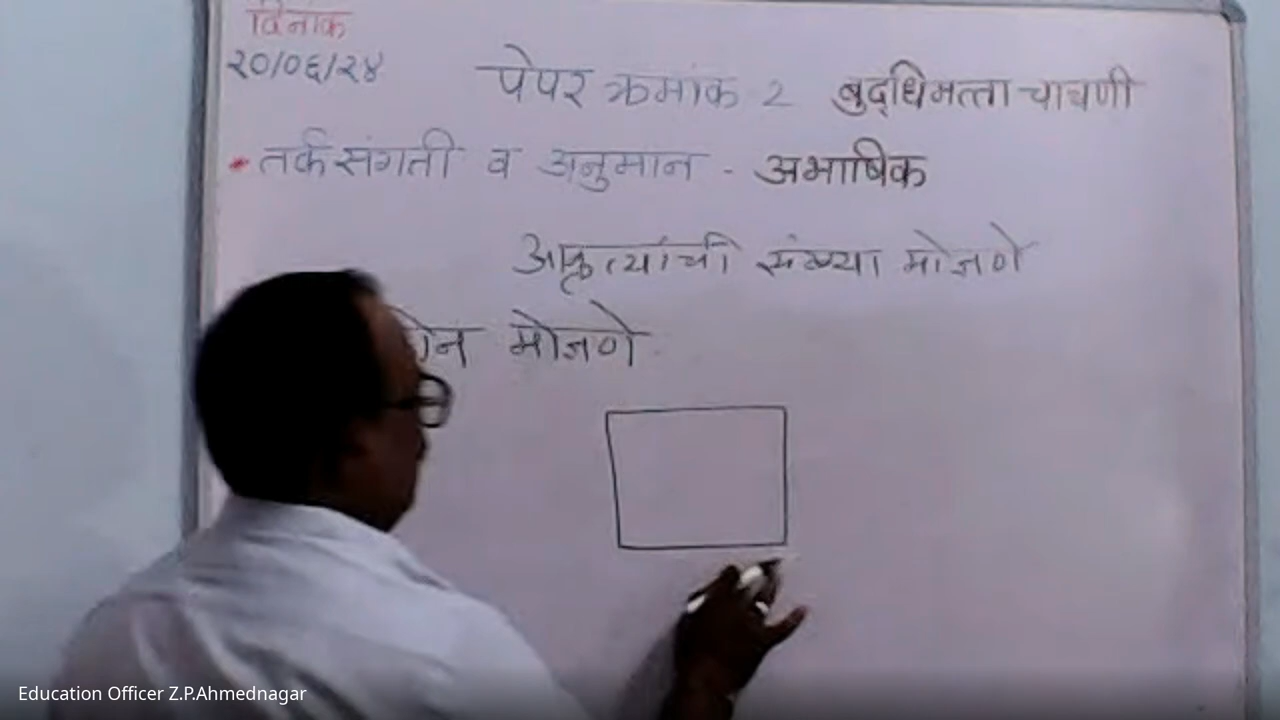 दिनांक
२०/०६/२४
पेपर क्रमांक 2 बुद्धिमत्ता चाचणी
• तर्कसंगती व अनुमान - अभाषिक
आकृत्यांची संख्या मोजणे
मोजणे
Education Officer Z.P.Ahmednagar